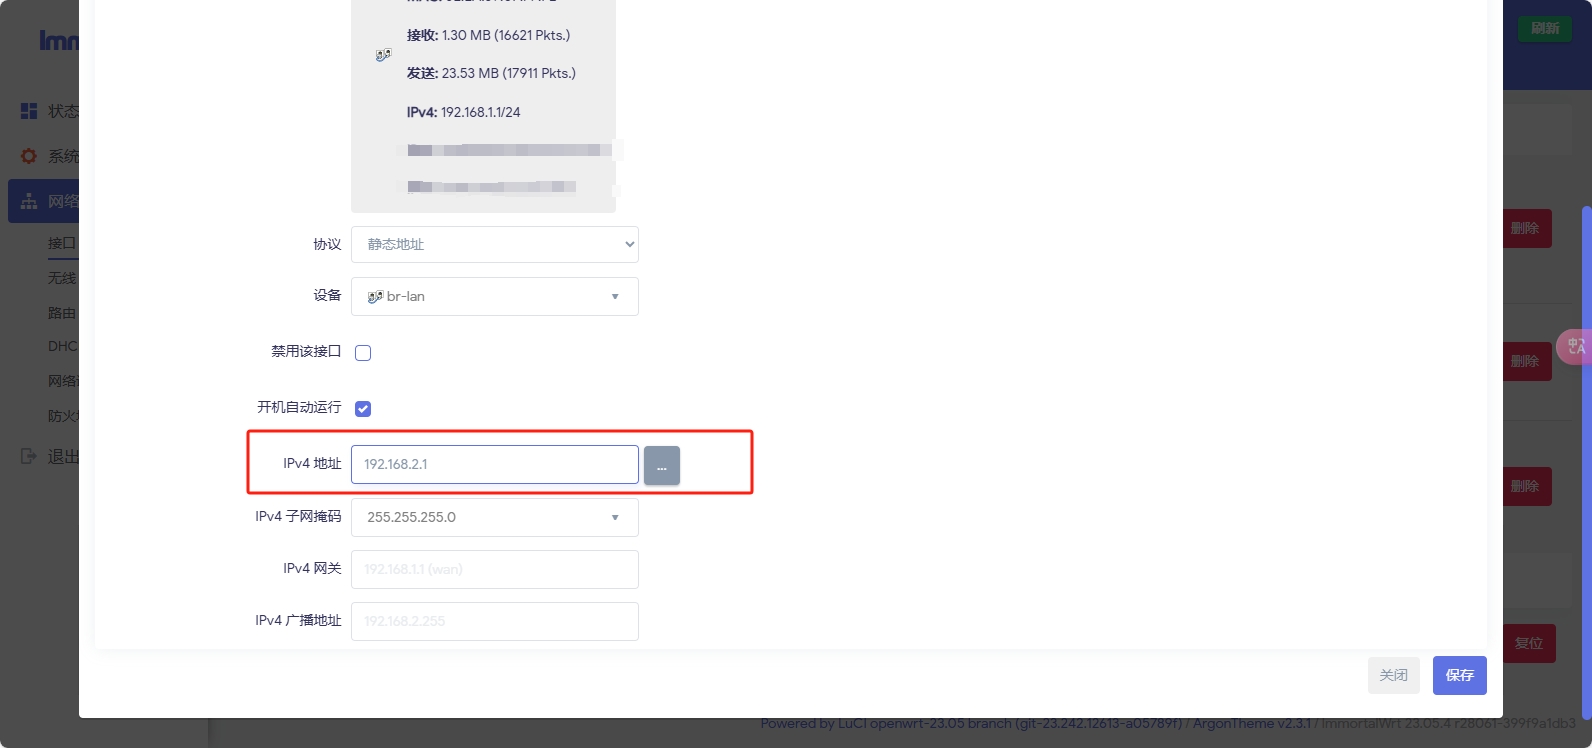 Imm
刷新
接收: 1.30 MB (16621 Pkts.)
发送: 23.53 MB (17911 Pkts.)
IPv4: 192.168.1.1/24
状态
系统
网络
接口
无线
路由
DHC
网络
防火
退出
协议
静态地址
设备
br-lan
禁用该接口
开机自动运行
IPv4 地址
192.168.2.1
...
IPv4 子网掩码
255.255.255.0
IPv4 网关
192.168.1.1 (wan)
IPv4 广播地址
192.168.2.255
删除
删除
删除
复位
关闭
保存
Powered by LuCI openwrt-23.05 branch (git-23.242.12613-a05789f) / ArgonTheme v2.3.1 / ImmortalWrt 23.05.4 r28061-399f9a1db3